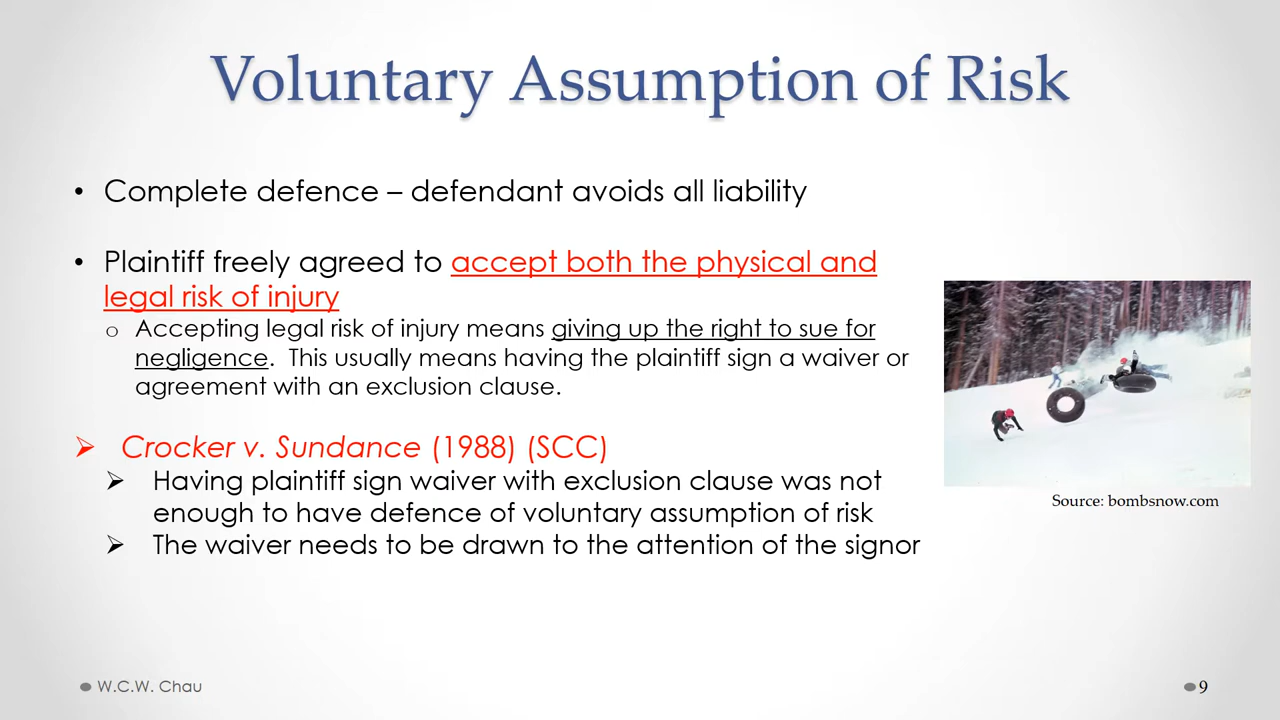 Voluntary Assumption of Risk
• Complete defence – defendant avoids all liability
• Plaintiff freely agreed to accept both the physical and
legal risk of injury
o Accepting legal risk of injury means giving up the right to sue for
negligence. This usually means having the plaintiff sign a waiver or
agreement with an exclusion clause.
➢ Crocker v. Sundance (1988) (SCC)
➢ Having plaintiff sign waiver with exclusion clause was not
enough to have defence of voluntary assumption of risk
➢ The waiver needs to be drawn to the attention of the signor
Source: bombsnow.com
● W.C.W. Chau
● 9